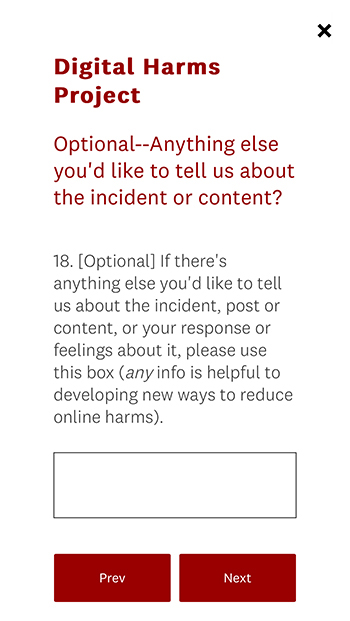 Digital Harms
Project
Optional--Anything else
you'd like to tell us about
the incident or content?
18. [Optional] If there's
anything else you'd like to tell
us about the incident, post or
content, or your response or
feelings about it, please use
this box (any info is helpful to
developing new ways to reduce
online harms).
Prev Next